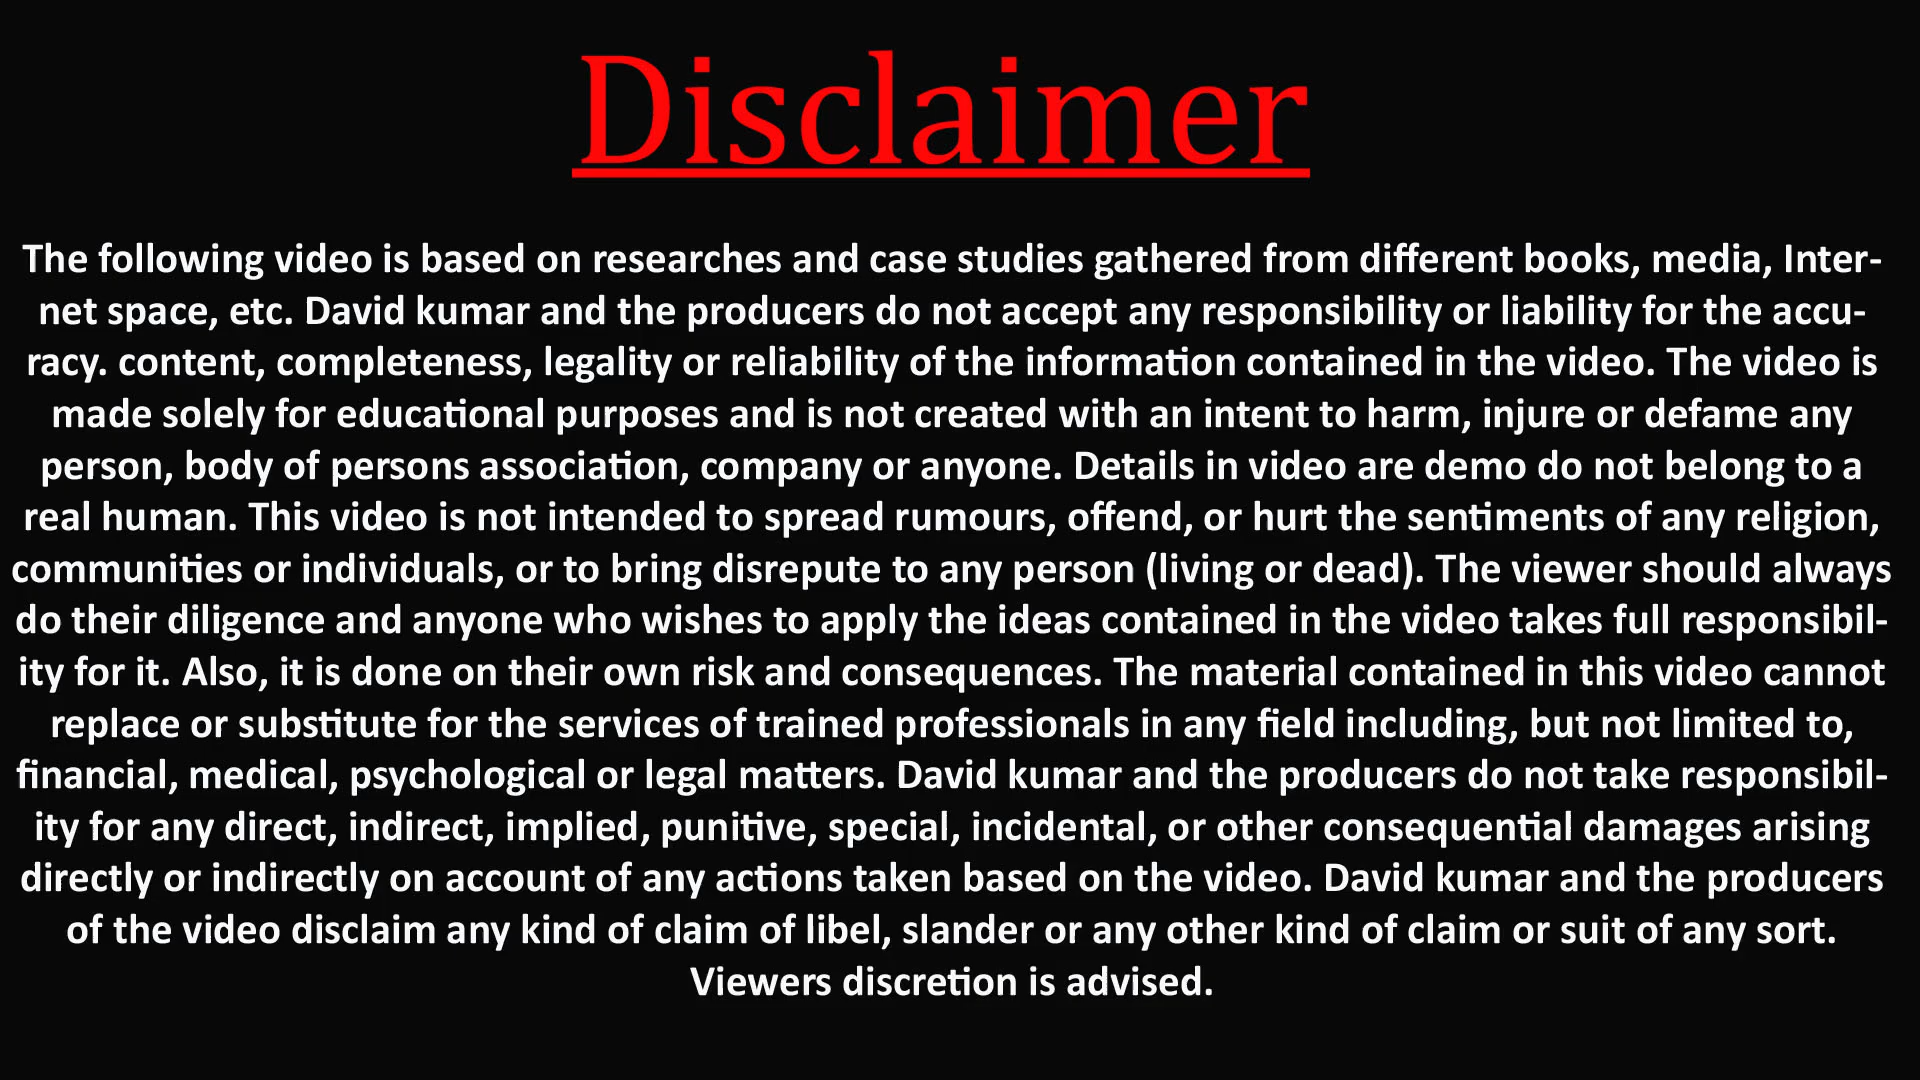 Disclaimer
The following video is based on researches and case studies gathered from different books, media, Inter-
net space, etc. David kumar and the producers do not accept any responsibility or liability for the accu-
racy. content, completeness, legality or reliability of the information contained in the video. The video is
made solely for educational purposes and is not created with an intent to harm, injure or defame any
person, body of persons association, company or anyone. Details in video are demo do not belong to a
real human. This video is not intended to spread rumours, offend, or hurt the sentiments of any religion,
communities or individuals, or to bring disrepute to any person (living or dead). The viewer should always
do their diligence and anyone who wishes to apply the ideas contained in the video takes full responsibil-
ity for it. Also, it is done on their own risk and consequences. The material contained in this video cannot
replace or substitute for the services of trained professionals in any field including, but not limited to,
financial, medical, psychological or legal matters. David kumar and the producers do not take responsibil-
ity for any direct, indirect, implied, punitive, special, incidental, or other consequential damages arising
directly or indirectly on account of any actions taken based on the video. David kumar and the producers
of the video disclaim any kind of claim of libel, slander or any other kind of claim or suit of any sort.
Viewers discretion is advised.